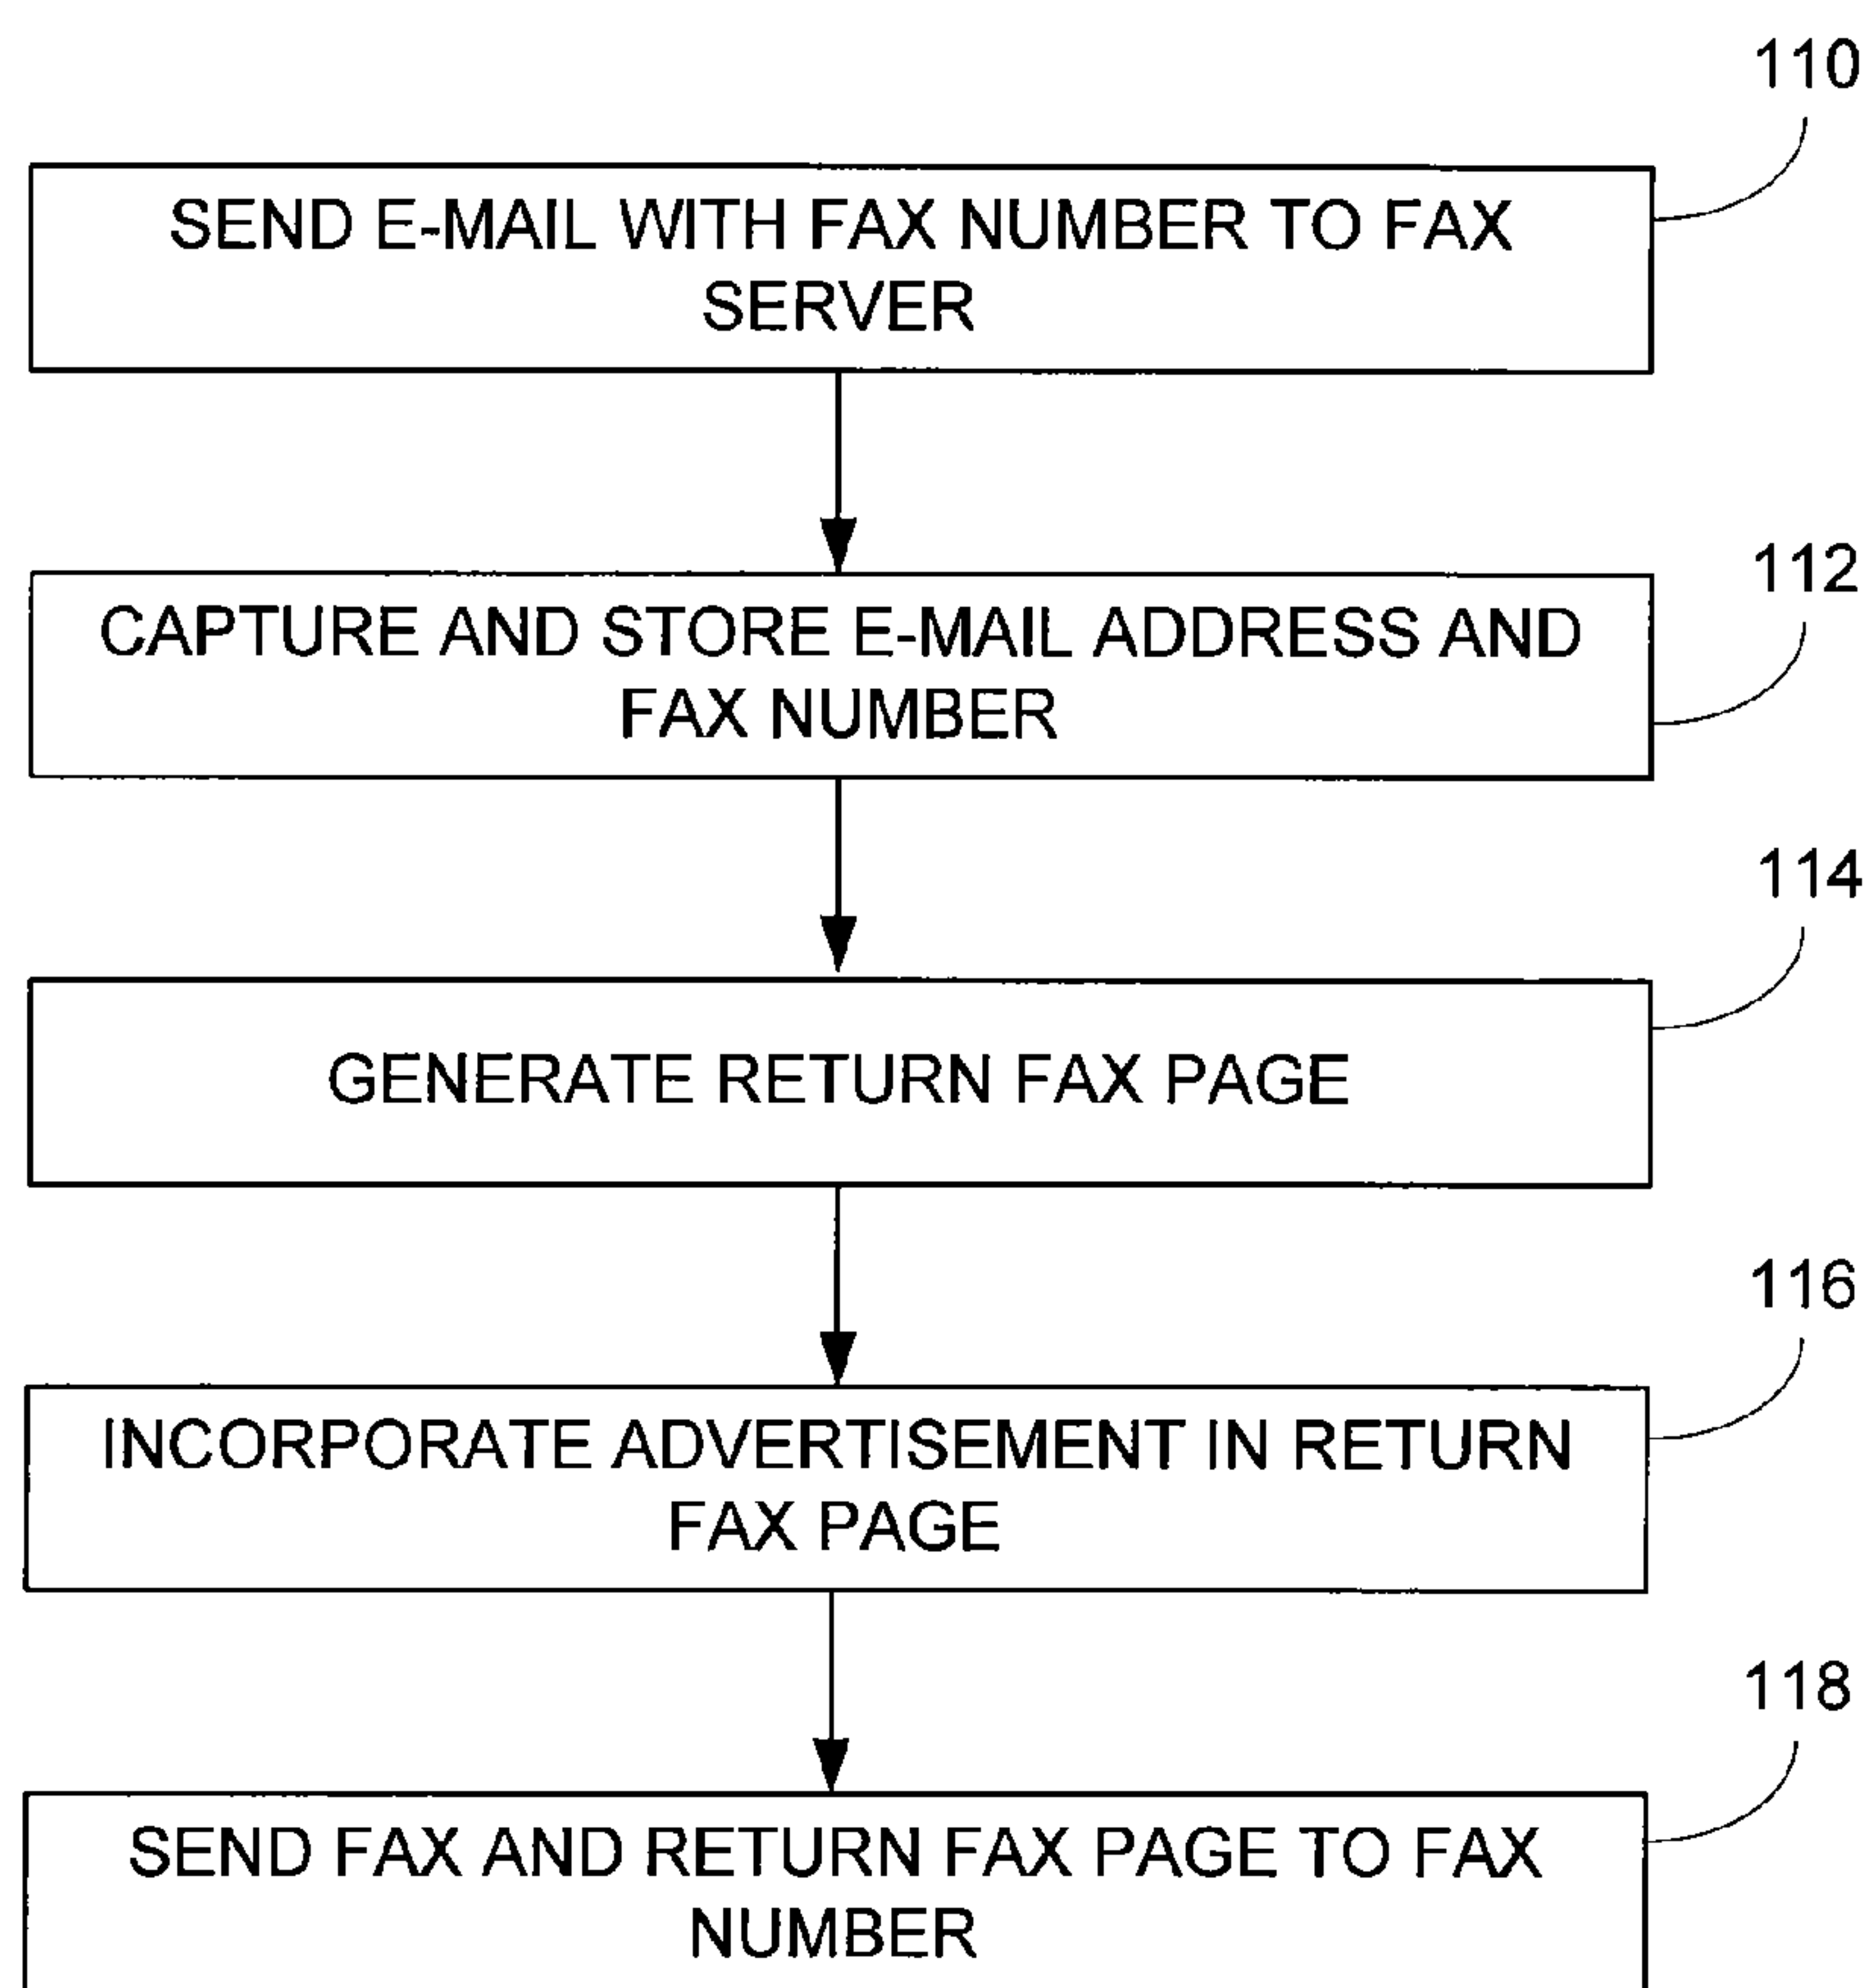 110
SEND E-MAIL WITH FAX NUMBER TO FAX
SERVER
112
CAPTURE AND STORE E-MAIL ADDRESS AND
FAX NUMBER
114
GENERATE RETURN FAX PAGE
116
INCORPORATE ADVERTISEMENT IN RETURN
FAX PAGE
118
SEND FAX AND RETURN FAX PAGE TO FAX
NUMBER